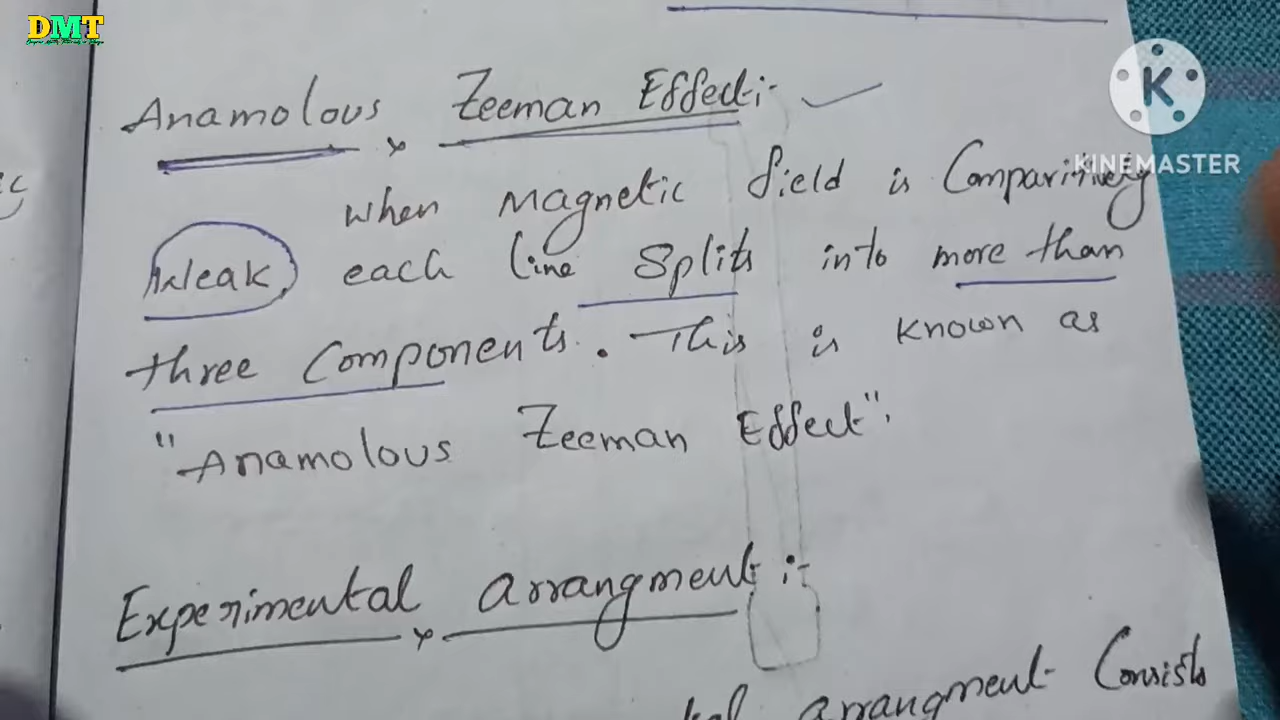 DMT
KINEMASTER
Anamolous Zeeman Effect:-
when magnetic field is Comparitively
Weak, each line Splits into more than
three Components. This is known as
"Anamolous Zeeman Effect".
Experimental arrangment :-
arrangment Consists